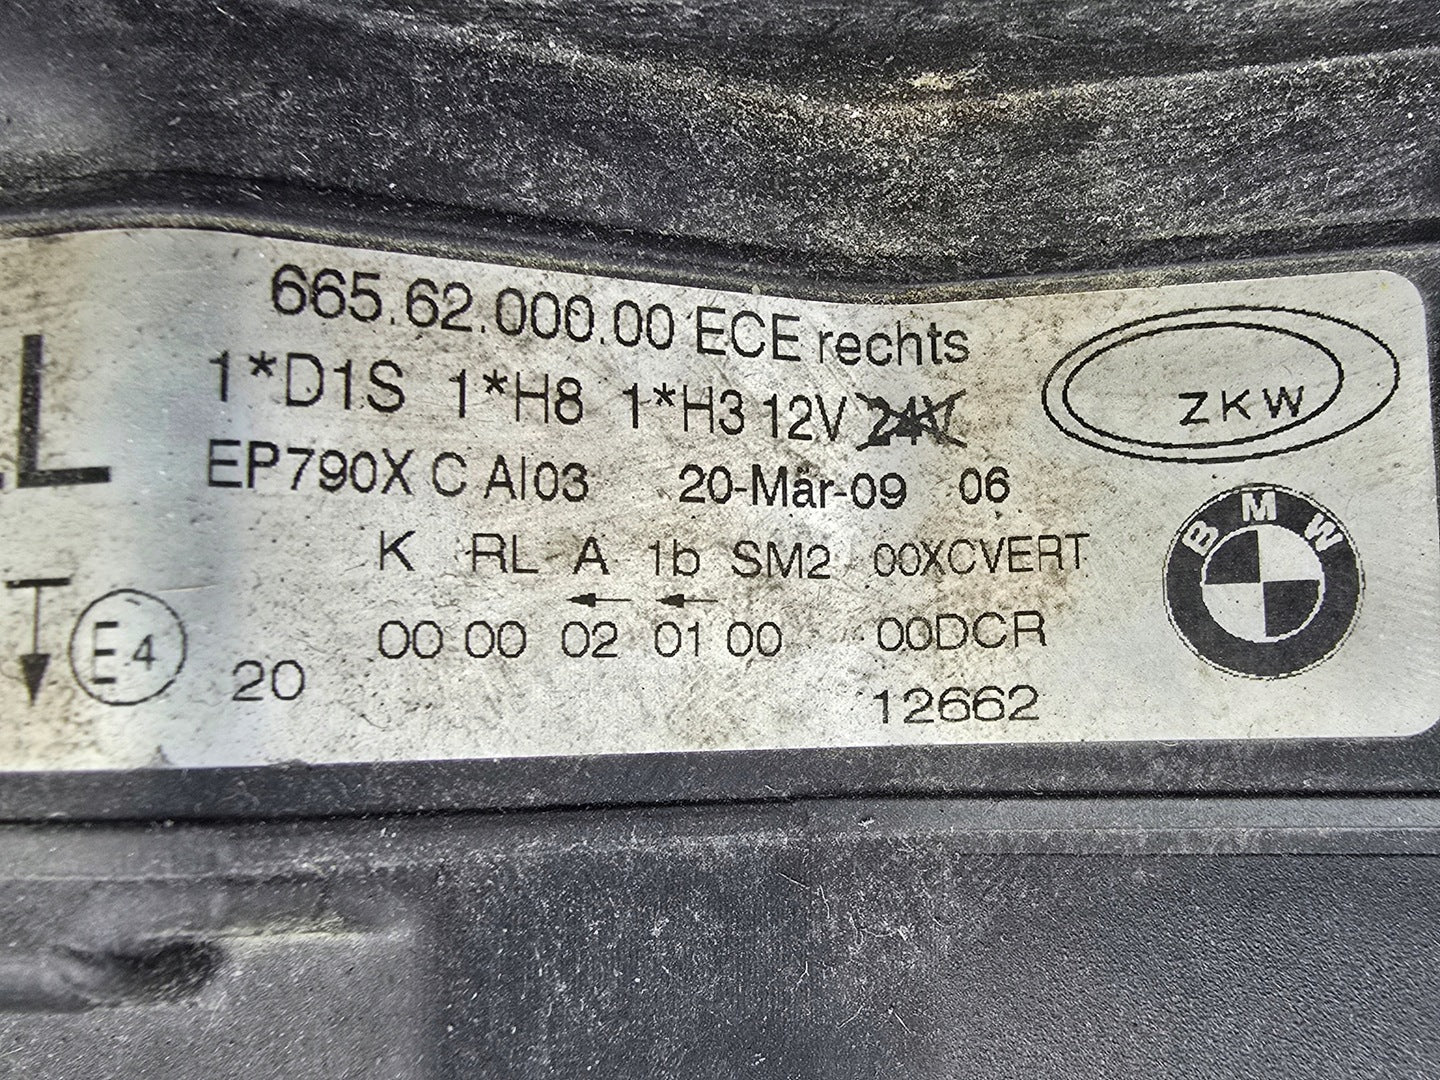 665.62.000.00 ECE rechts
1*D1S 1*H8 1*H3 12V 24V
ZKW
EP790X C AI03 20-Mär-09 06
L
K RL A 1b SM2 00XCVERT
BMW
00 00 02 01 00 00DCR
E4
20
12662